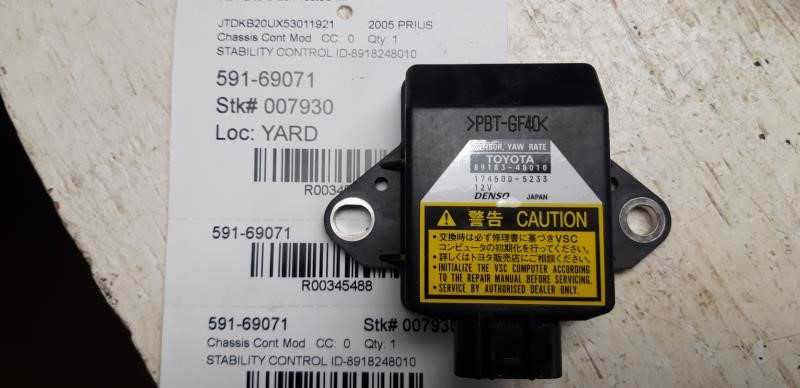 JTDKB20UX53011921 2005 PRIUS
Chassis Cont Mod CC: 0 Qty: 1
STABILITY CONTROL ID-8918248010
591-69071
Stk# 007930
Loc: YARD
R00345488
591-69071
R00345488
591-69071 Stk# 007930
Chassis Cont Mod CC: 0 Qty: 1
STABILITY CONTROL ID-8918248010
>PBT-GF40<
SENSOR, YAW RATE
TOYOTA
89183-48010
174500-5233
12V
DENSO JAPAN
警告 CAUTION
・交換時は必ず修理書に基づきVSC
コンピュータの初期化を行ってください。
・詳しくはトヨタ販売店にご相談ください。
・INITIALIZE THE VSC COMPUTER ACCORDING
TO THE REPAIR MANUAL BEFORE SERVICING.
・SERVICE BY AUTHORISED DEALER ONLY.